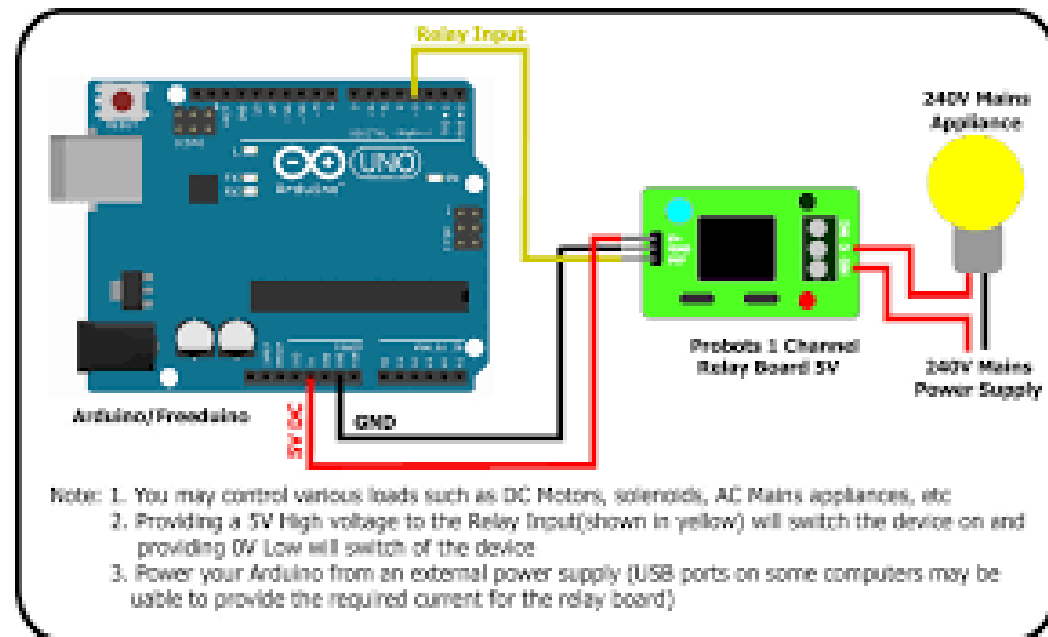 Relay Input
240V Mains
Appliance
UNO
Arduino
Probots 1 Channel
Relay Board 5V
240V Mains
Power Supply
Arduino/Freeduino
5V DC
GND
Note: 1. You may control various loads such as DC Motors, solenoids, AC Mains appliances, etc
2. Providing a 5V High voltage to the Relay Input(shown in yellow) will switch the device on and
providing 0V Low will switch of the device
3. Power your Arduino from an external power supply (USB ports on some computers may be
uable to provide the required current for the relay board)